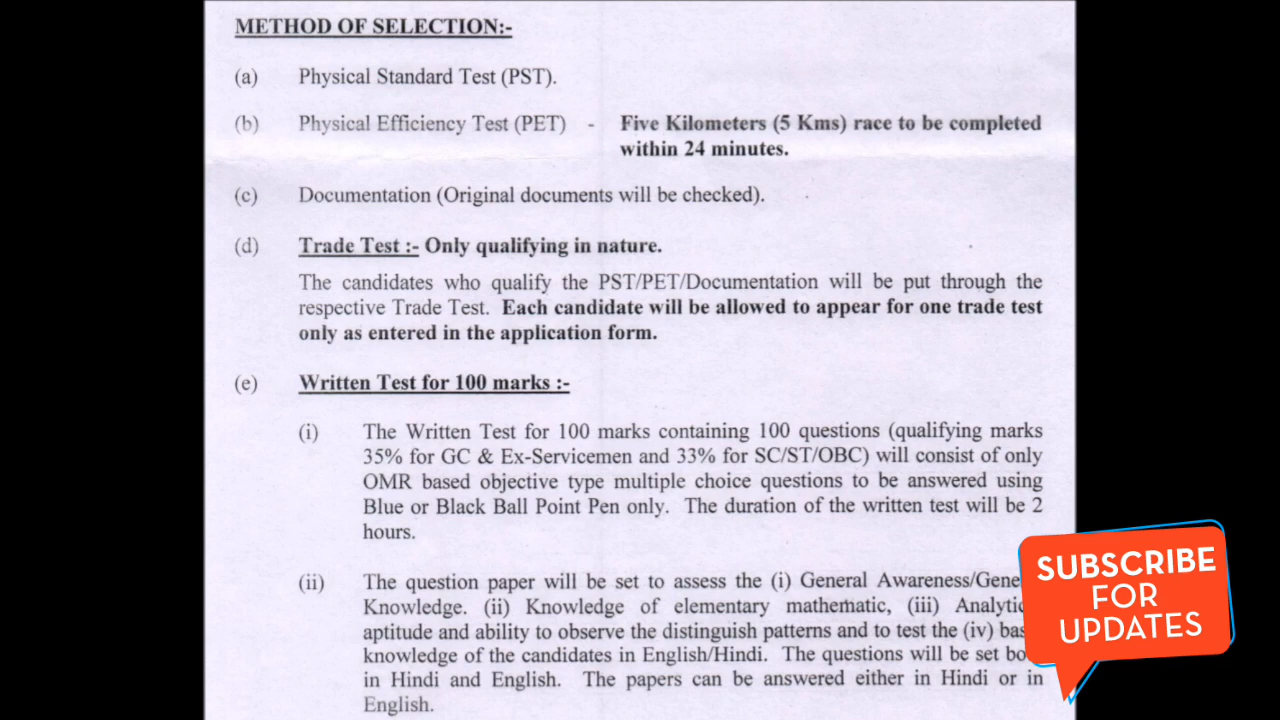 METHOD OF SELECTION:-
(a) Physical Standard Test (PST).
(b) Physical Efficiency Test (PET) - Five Kilometers (5 Kms) race to be completed
within 24 minutes.
(c) Documentation (Original documents will be checked).
(d) Trade Test :- Only qualifying in nature.
The candidates who qualify the PST/PET/Documentation will be put through the
respective Trade Test. Each candidate will be allowed to appear for one trade test
only as entered in the application form.
(e) Written Test for 100 marks :-
(i) The Written Test for 100 marks containing 100 questions (qualifying marks
35% for GC & Ex-Servicemen and 33% for SC/ST/OBC) will consist of only
OMR based objective type multiple choice questions to be answered using
Blue or Black Ball Point Pen only. The duration of the written test will be 2
hours.
(ii) The question paper will be set to assess the (i) General Awareness/Gene
Knowledge. (ii) Knowledge of elementary mathematic, (iii) Analytic
aptitude and ability to observe the distinguish patterns and to test the (iv) bas
knowledge of the candidates in English/Hindi. The questions will be set bo
in Hindi and English. The papers can be answered either in Hindi or in
English.
SUBSCRIBE
FOR
UPDATES